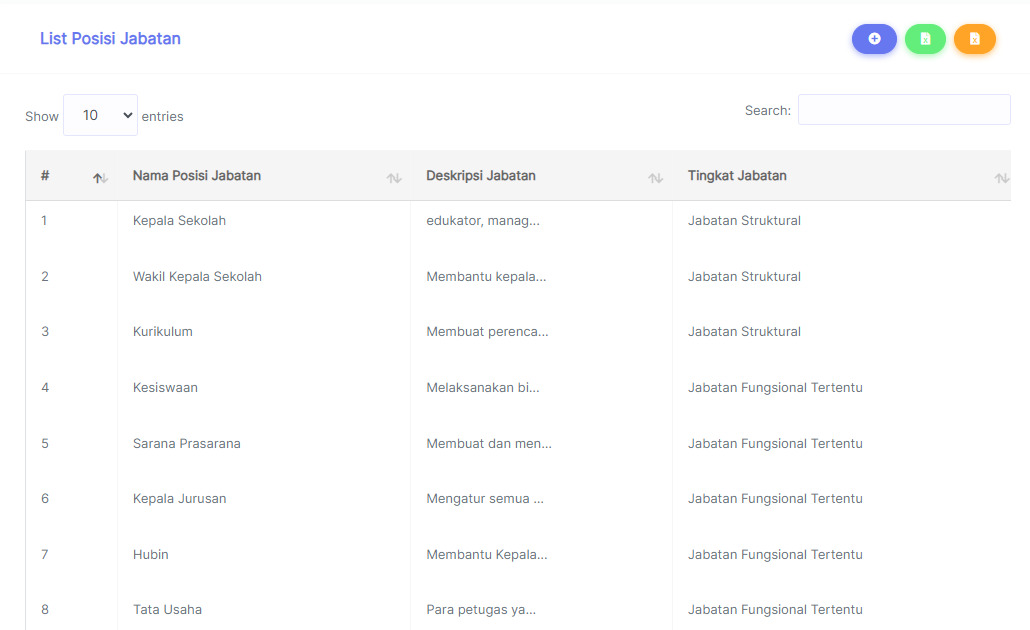 List Posisi Jabatan
Show 10 entries
Search:
# Nama Posisi Jabatan Deskripsi Jabatan Tingkat Jabatan
1 Kepala Sekolah edukator, manag... Jabatan Struktural
2 Wakil Kepala Sekolah Membantu kepala... Jabatan Struktural
3 Kurikulum Membuat perenca... Jabatan Struktural
4 Kesiswaan Melaksanakan bi... Jabatan Fungsional Tertentu
5 Sarana Prasarana Membuat dan men... Jabatan Fungsional Tertentu
6 Kepala Jurusan Mengatur semua ... Jabatan Fungsional Tertentu
7 Hubin Membantu Kepala... Jabatan Fungsional Tertentu
8 Tata Usaha Para petugas ya... Jabatan Fungsional Tertentu